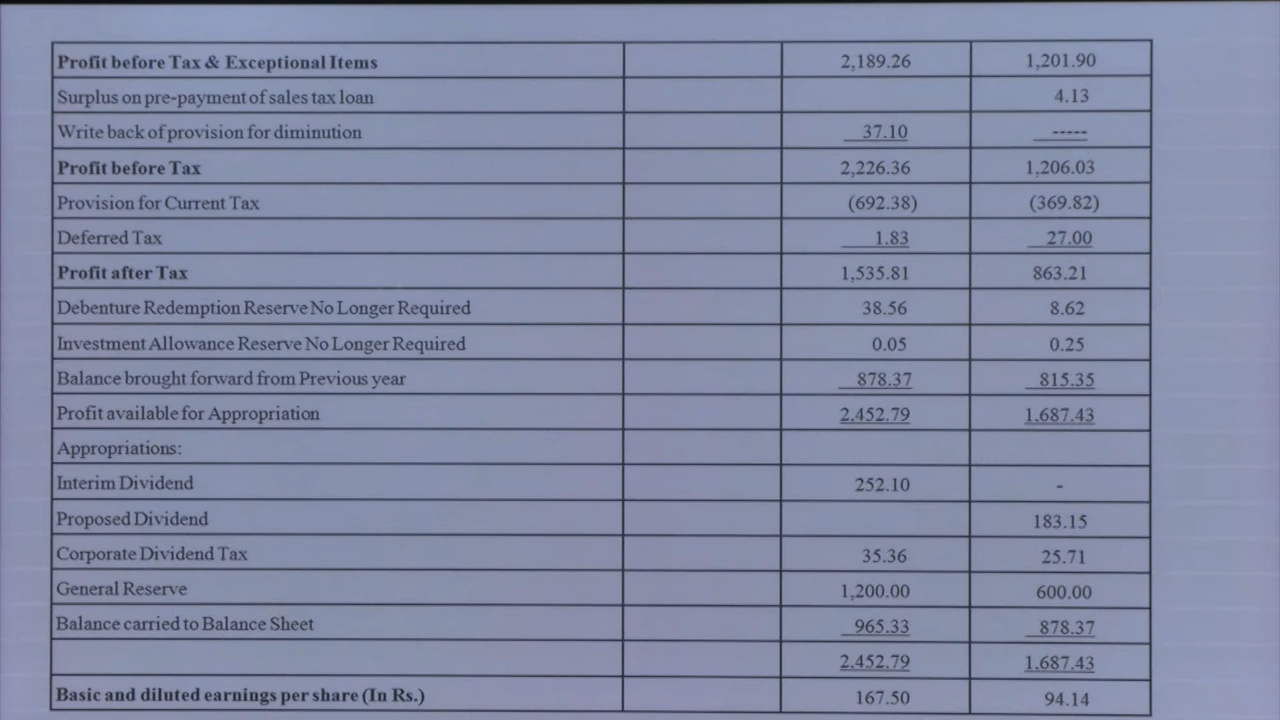 Profit before Tax & Exceptional Items 2,189.26 1,201.90
Surplus on pre-payment of sales tax loan 4.13
Write back of provision for diminution 37.10 -----
Profit before Tax 2,226.36 1,206.03
Provision for Current Tax (692.38) (369.82)
Deferred Tax 1.83 27.00
Profit after Tax 1,535.81 863.21
Debenture Redemption Reserve No Longer Required 38.56 8.62
Investment Allowance Reserve No Longer Required 0.05 0.25
Balance brought forward from Previous year 878.37 815.35
Profit available for Appropriation 2,452.79 1,687.43
Appropriations:
Interim Dividend 252.10 -
Proposed Dividend 183.15
Corporate Dividend Tax 35.36 25.71
General Reserve 1,200.00 600.00
Balance carried to Balance Sheet 965.33 878.37
2,452.79 1,687.43
Basic and diluted earnings per share (In Rs.) 167.50 94.14